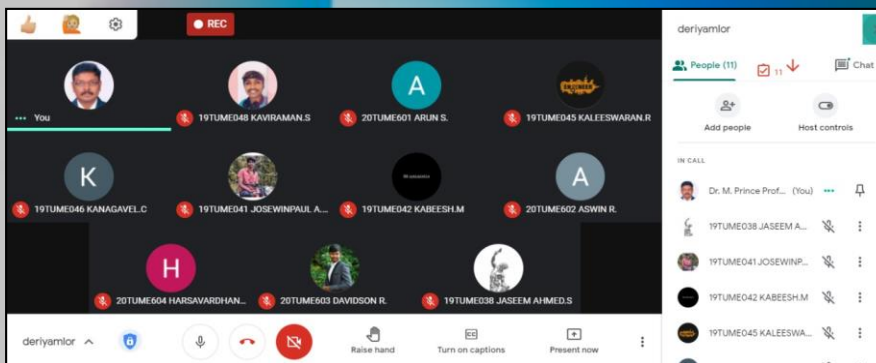 REC
deriyamlor
People (11)
11
Chat
Add people
Host controls
You
19TUME048 KAVIRAMAN.S
A
20TUME601 ARUN S.
19TUME045 KALEESWARAN.R
K
19TUME046 KANAGAVEL.C
19TUME041 JOSEWINPAUL A...
19TUME042 KABEESH.M
A
20TUME602 ASWIN R.
H
20TUME604 HARSAVARDHAN...
20TUME603 DAVIDSON R.
19TUME038 JASEEM AHMED.S
IN CALL
Dr. M. Prince Prof... (You)
19TUME038 JASEEM A...
19TUME041 JOSEWINP...
19TUME042 KABEESH.M
19TUME045 KALEESWA...
deriyamlor
Raise hand
CC
Turn on captions
Present now